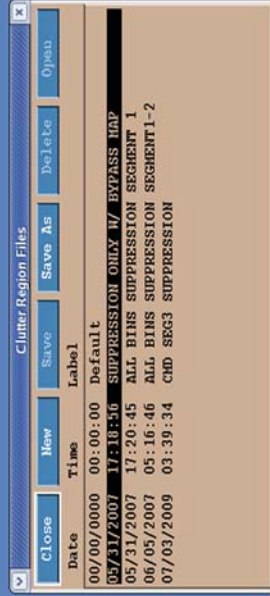 Clutter Region Files
Close New Save Save As Delete Open
Date Time Label
00/00/0000 00:00:00 Default
05/31/2007 17:18:56 SUPPRESSION ONLY W/ BYPASS MAP
05/31/2007 17:20:45 ALL BINS SUPPRESSION SEGMENT 1
06/05/2007 05:16:46 ALL BINS SUPPRESSION SEGMENT1-2
07/03/2009 03:39:34 CMD SEG3 SUPPRESSION